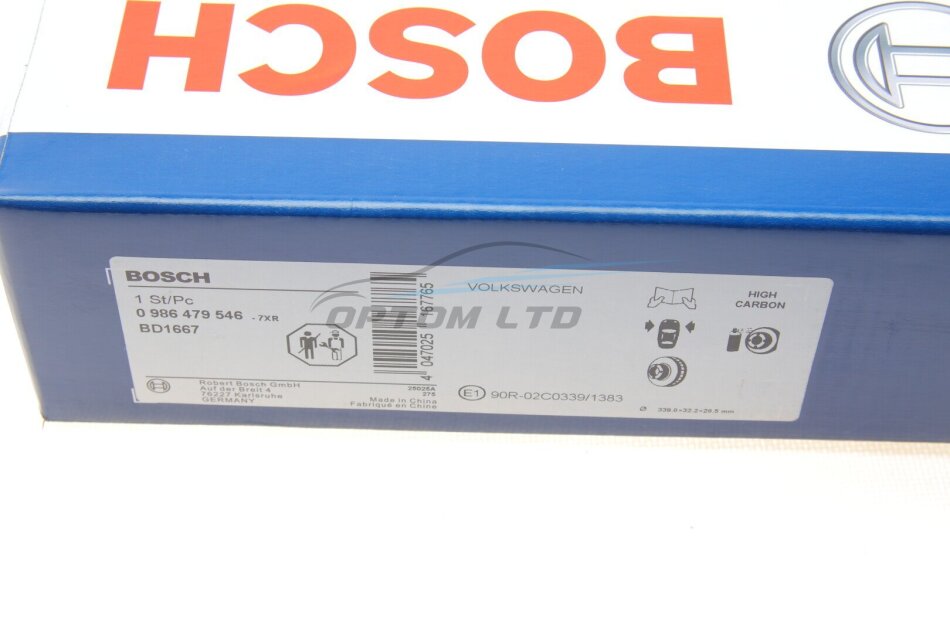 BOSCH
BOSCH
1 St/Pc
0 986 479 546 - 7XR
BD1667
Robert Bosch GmbH
Auf der Breit 4
76227 Karlsruhe
GERMANY
25025A
275
Made in China
Fabriqué en Chine
4 047025 167765
VOLKSWAGEN
E1 90R-02C0339/1383
HIGH
CARBON
Ø 339.0×32.2×26.5 mm
OPTOM LTD